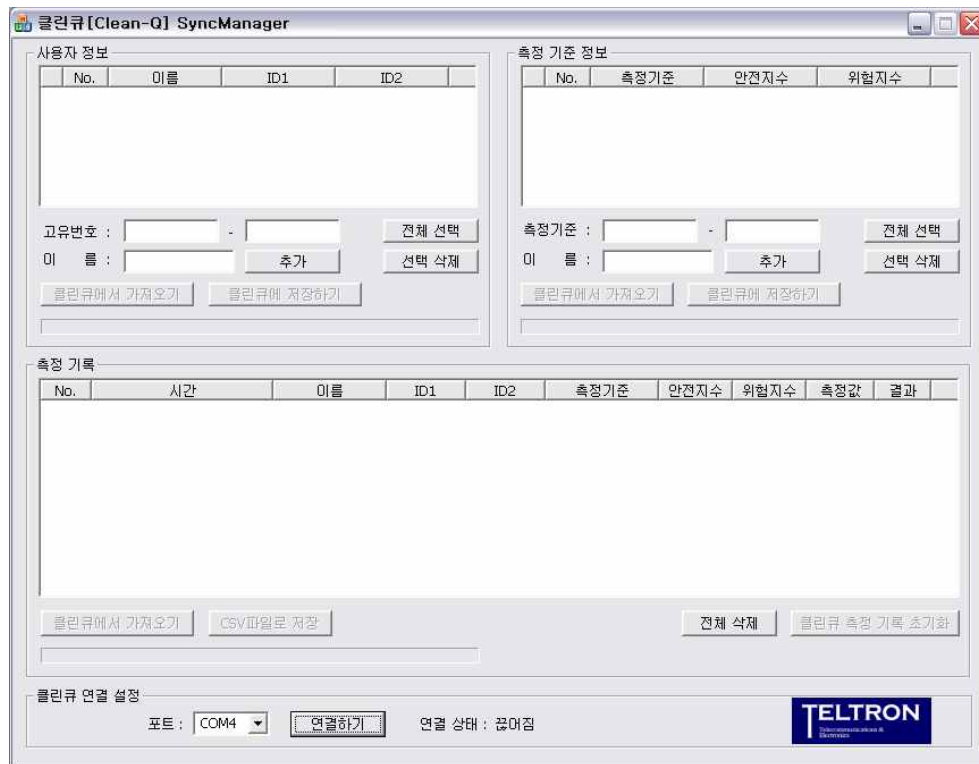 클린큐[Clean-Q] SyncManager
사용자 정보
No. 이름 ID1 ID2
고유번호 : - 전체 선택
이 름 : 추가 선택 삭제
클린큐에서 가져오기 클린큐에 저장하기
측정 기준 정보
No. 측정기준 안전지수 위험지수
측정기준 : - 전체 선택
이 름 : 추가 선택 삭제
클린큐에서 가져오기 클린큐에 저장하기
측정 기록
No. 시간 이름 ID1 ID2 측정기준 안전지수 위험지수 측정값 결과
클린큐에서 가져오기 CSV파일로 저장 전체 삭제 클린큐 측정 기록 초기화
클린큐 연결 설정
포트 : COM4 연결하기 연결 상태 : 끊어짐
TELTRON
Telecommunications &
Electronics